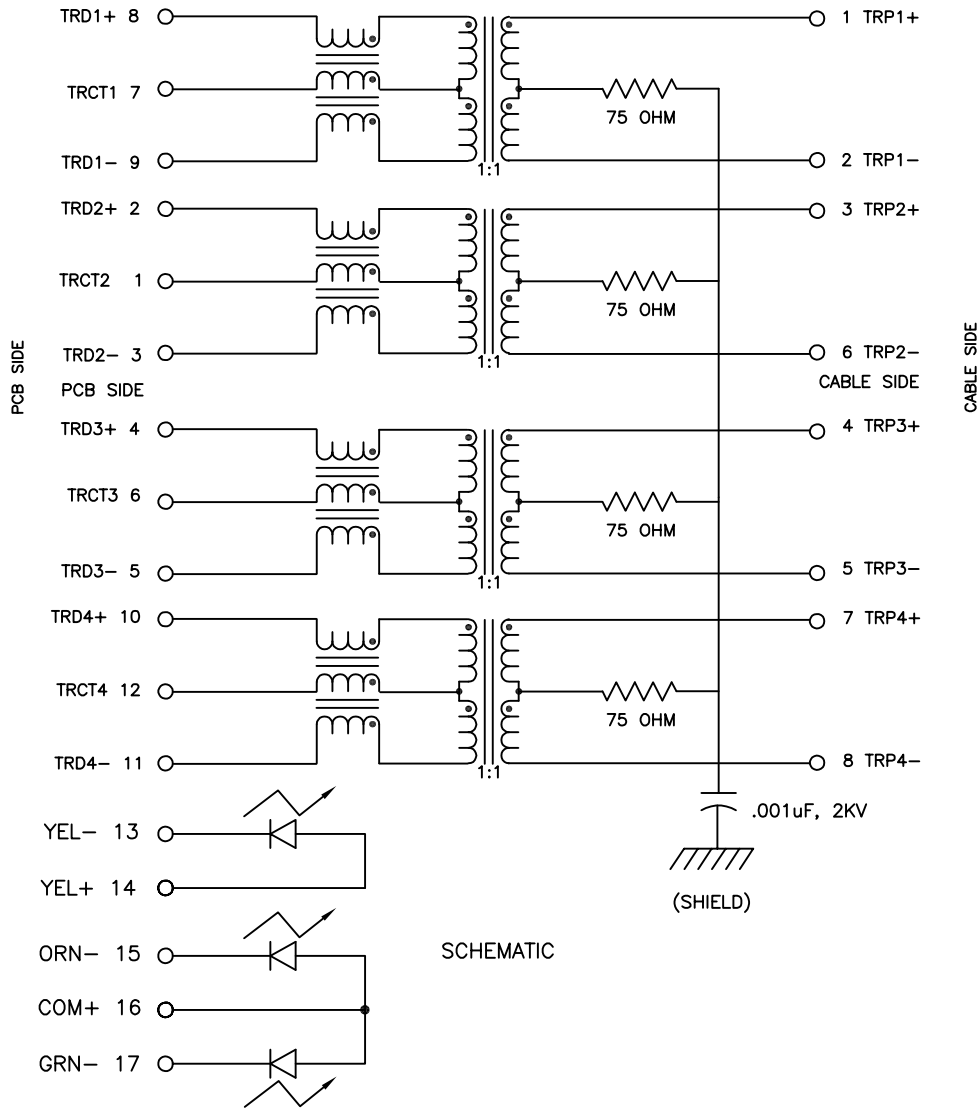 TRD1+ 8
1 TRP1+
TRCT1 7
75 OHM
TRD1- 9
1:1
2 TRP1-
TRD2+ 2
3 TRP2+
TRCT2 1
75 OHM
TRD2- 3
1:1
6 TRP2-
PCB SIDE
PCB SIDE
CABLE SIDE
CABLE SIDE
TRD3+ 4
4 TRP3+
TRCT3 6
75 OHM
TRD3- 5
1:1
5 TRP3-
TRD4+ 10
7 TRP4+
TRCT4 12
75 OHM
TRD4- 11
1:1
8 TRP4-
.001uF, 2KV
YEL- 13
YEL+ 14
(SHIELD)
ORN- 15
SCHEMATIC
COM+ 16
GRN- 17